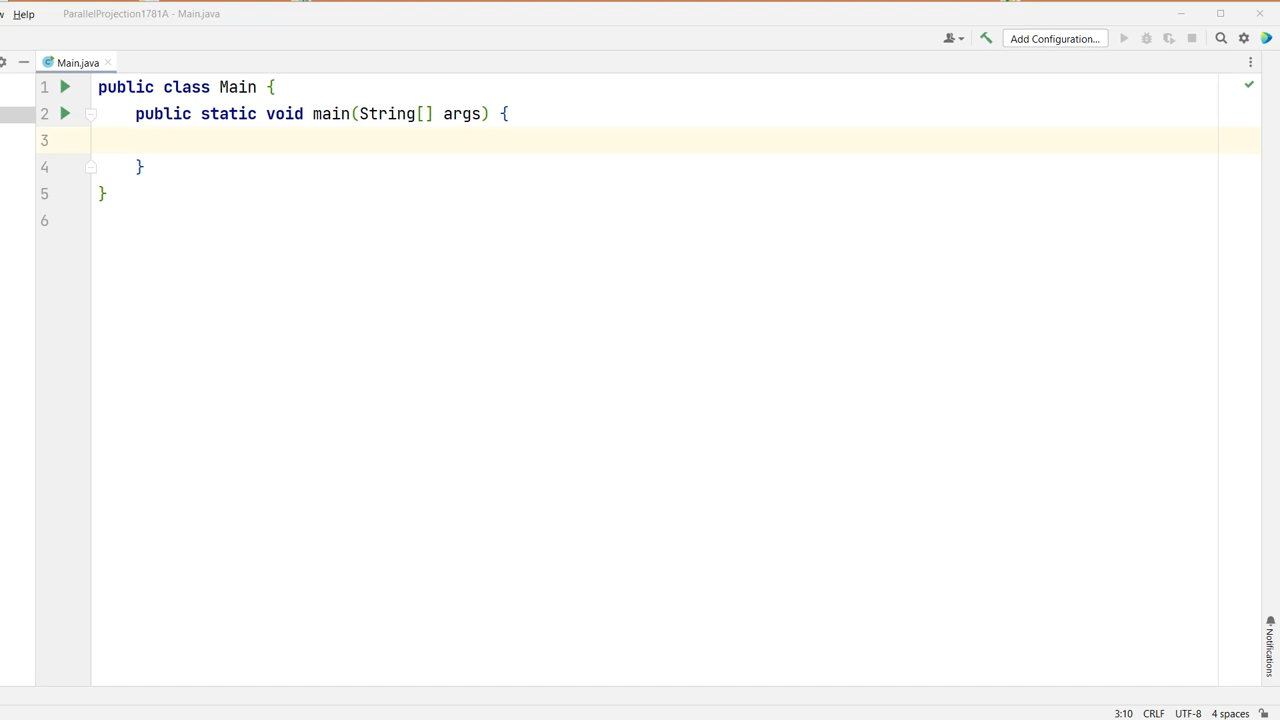 w Help ParallelProjection1781A - Main.java
Add Configuration...
Main.java
1 public class Main {
2 public static void main(String[] args) {
3
4 }
5 }
6
Notifications
3:10 CRLF UTF-8 4 spaces